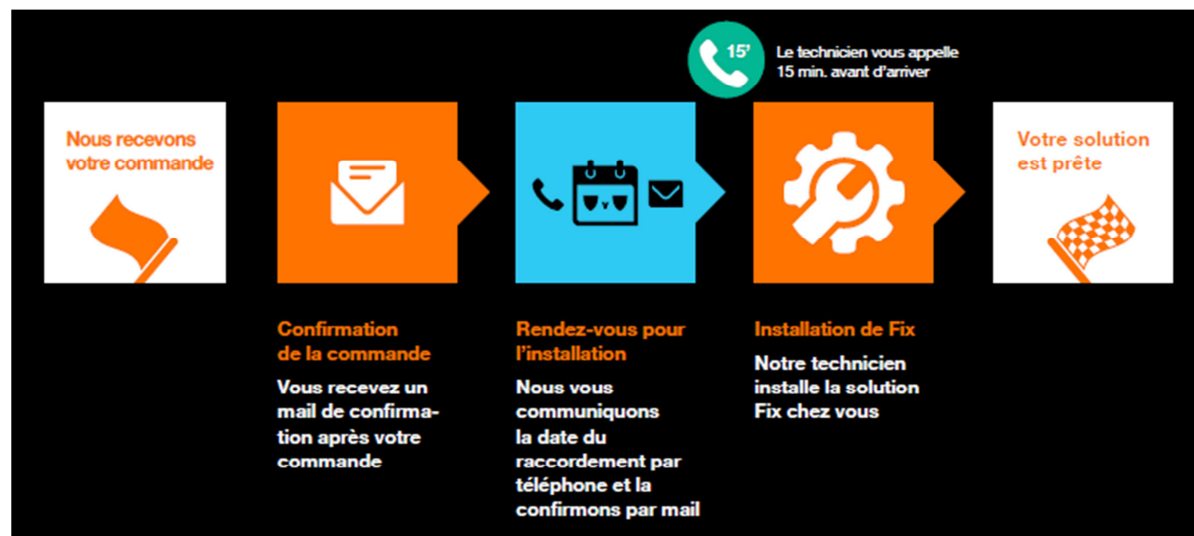 15'
Le technicien vous appelle
15 min. avant d'arriver
Nous recevons
votre commande
Votre solution
est prête
Confirmation
de la commande
Vous recevez un
mail de confirma-
tion après votre
commande
Rendez-vous pour
l'installation
Nous vous
communiquons
la date du
raccordement par
téléphone et la
confirmons par mail
Installation de Fix
Notre technicien
installe la solution
Fix chez vous